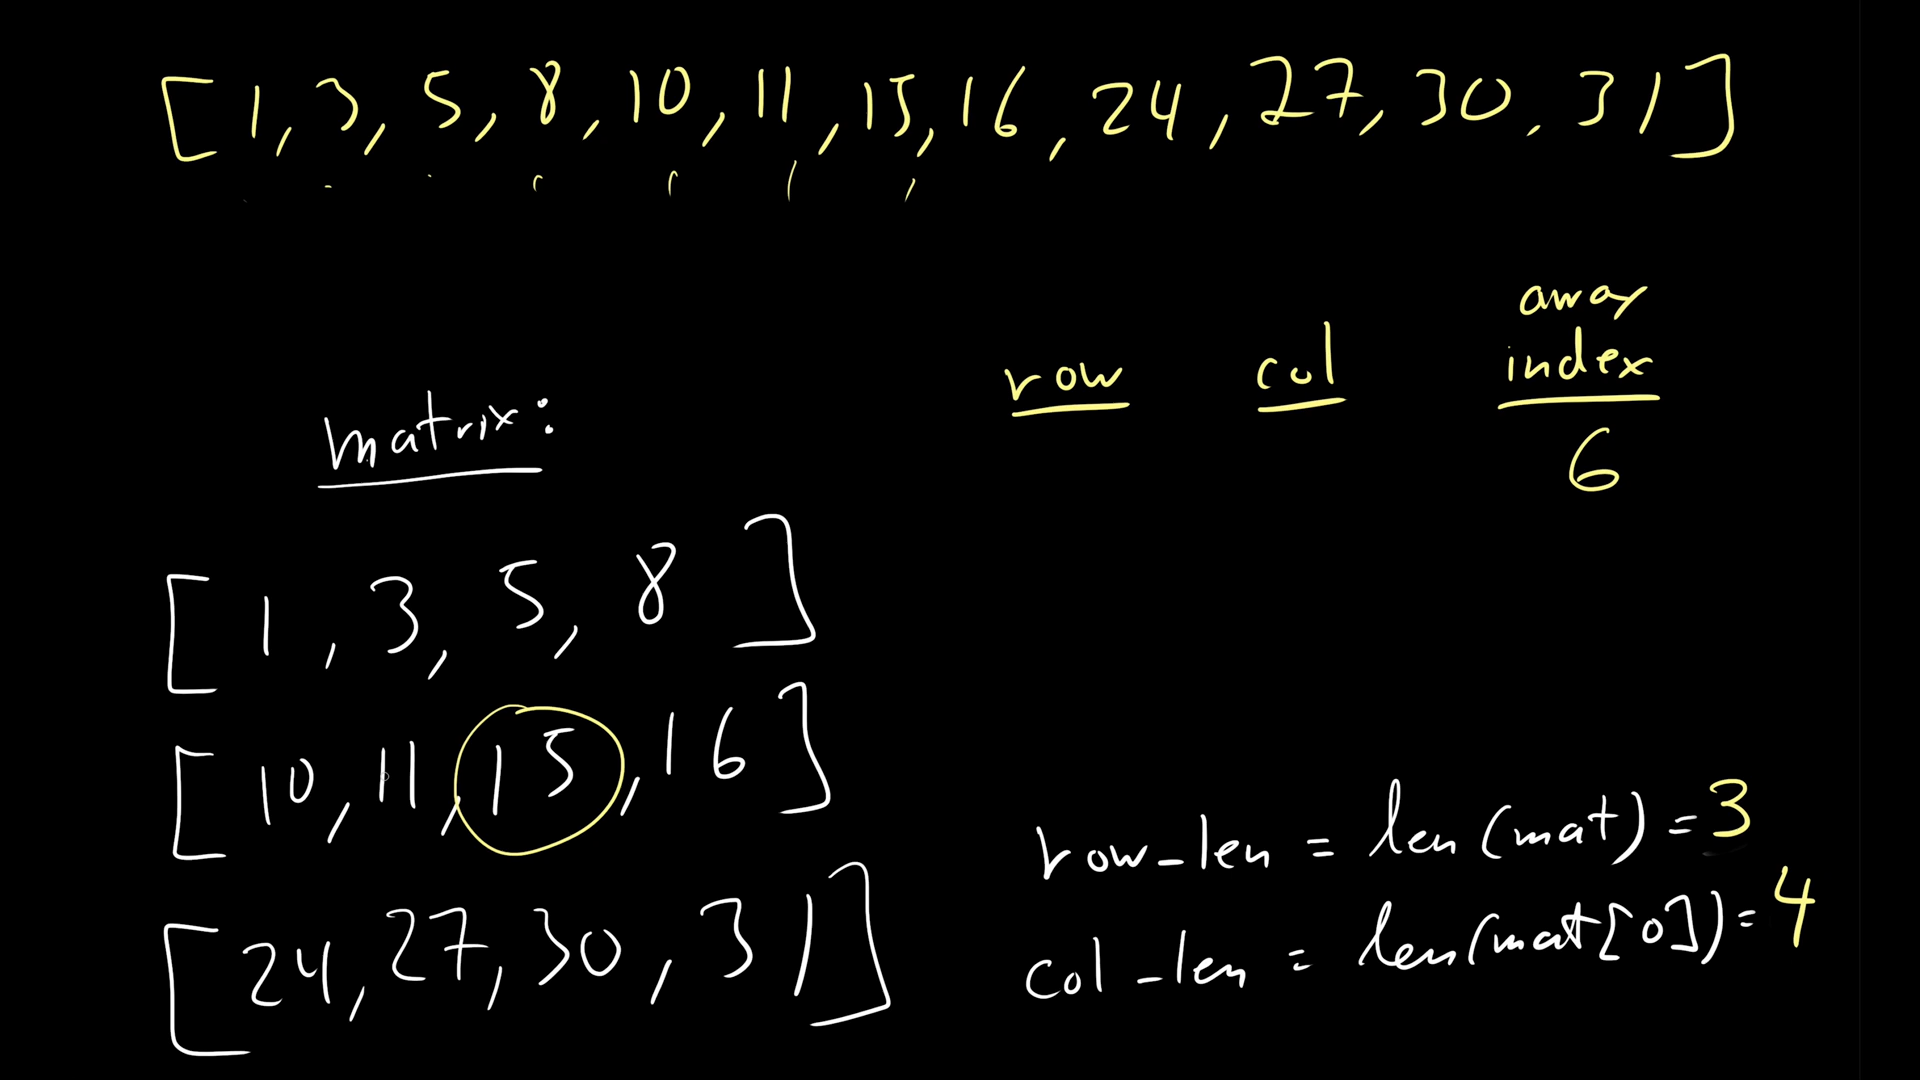 [1, 3, 5, 8, 10, 11, 15, 16, 24, 27, 30, 31]
row col array index
6
matrix:
[1, 3, 5, 8]
[10, 11, 15, 16]
[24, 27, 30, 31]
row_len = len(mat) = 3
col_len = len(mat[0]) = 4